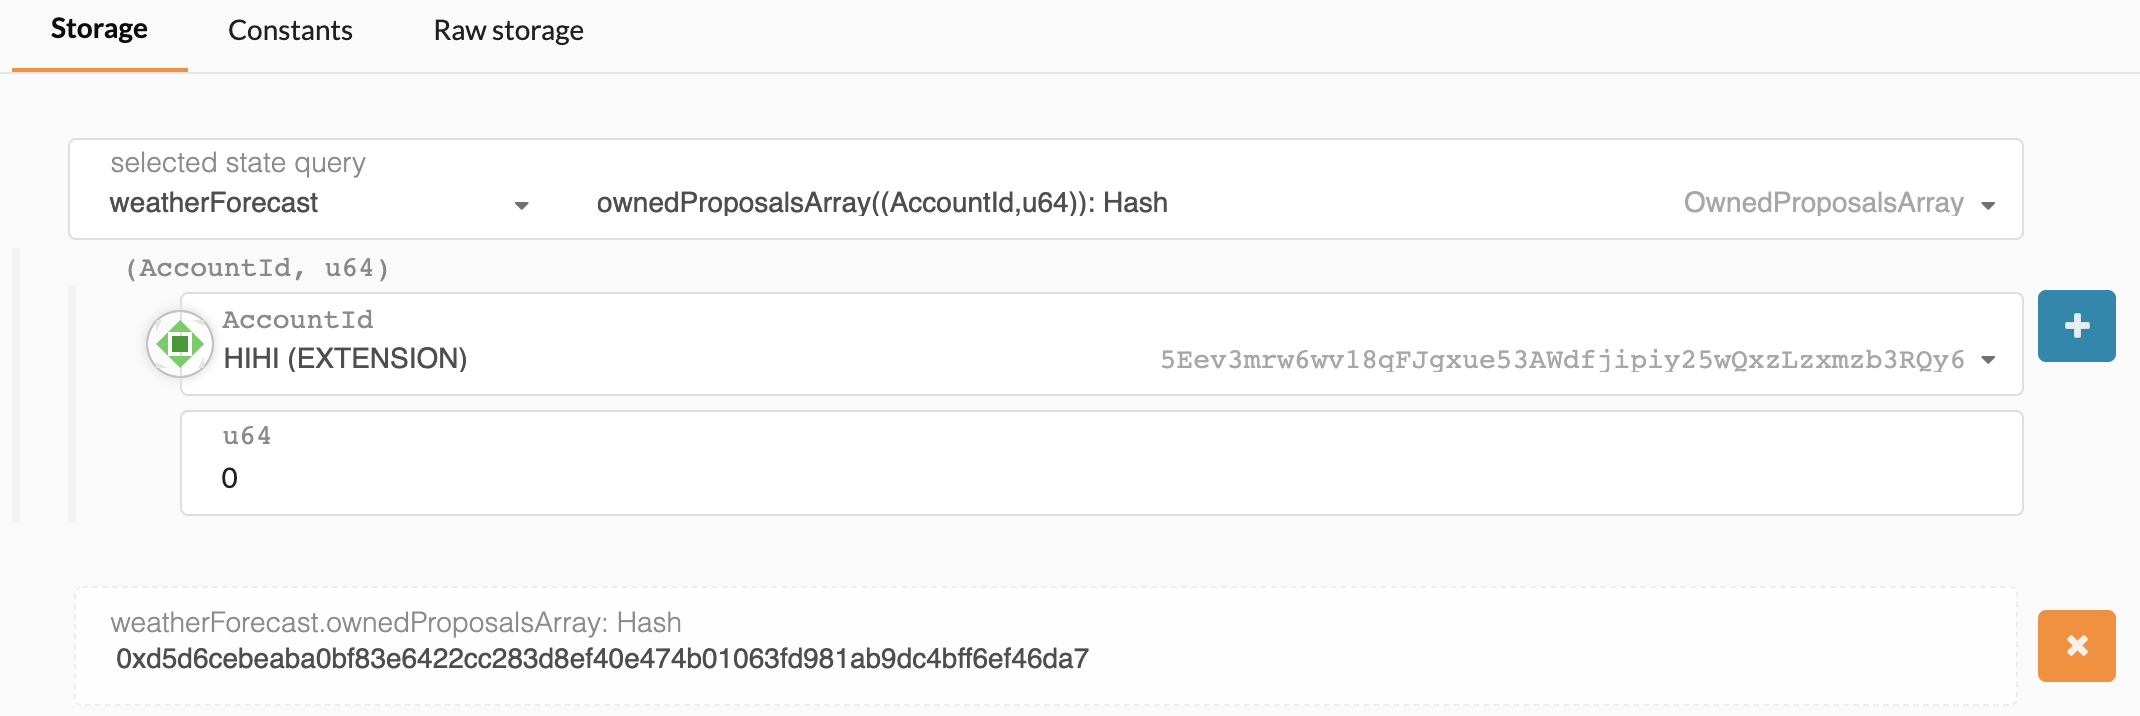 Storage Constants Raw storage
selected state query
weatherForecast ownedProposalsArray((AccountId,u64)): Hash OwnedProposalsArray
(AccountId, u64)
AccountId
HIHI (EXTENSION) 5Eev3mrw6wv18qFJgxue53AWdfjipiy25wQxzLzxmzb3RQy6
u64
0
weatherForecast.ownedProposalsArray: Hash
0xd5d6cebeaba0bf83e6422cc283d8ef40e474b01063fd981ab9dc4bff6ef46da7